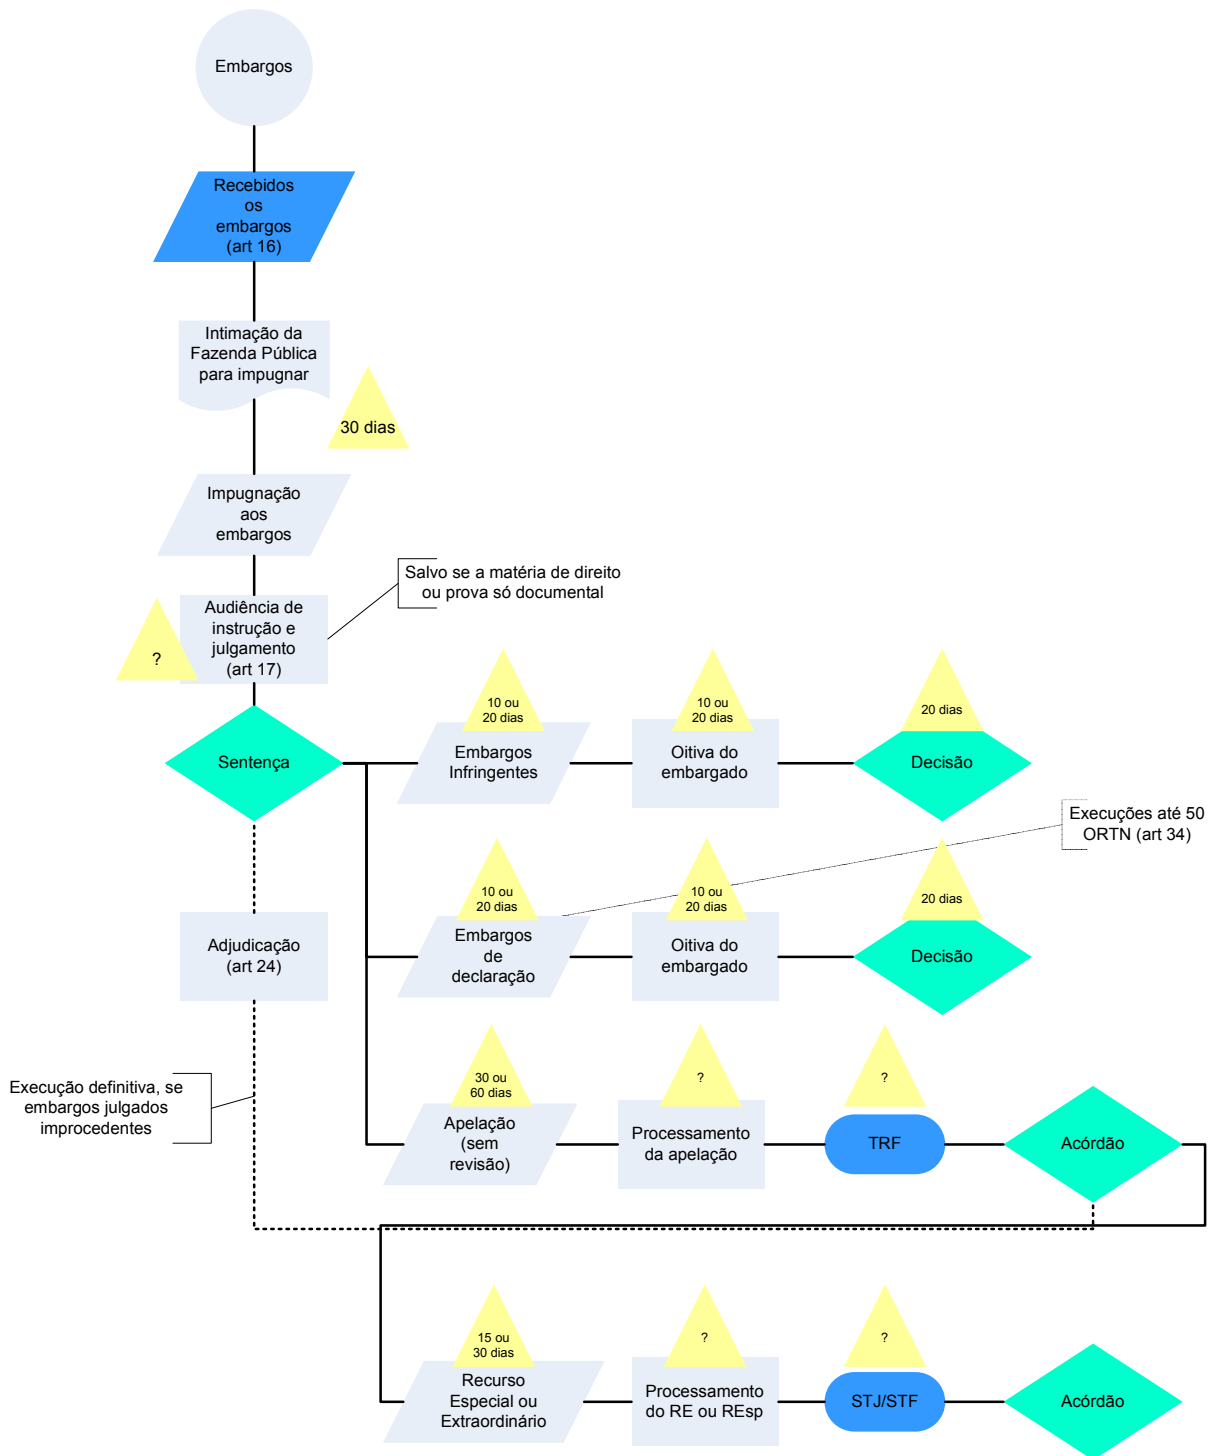 Embargos
Recebidos
os
embargos
(art 16)
Intimação da
Fazenda Pública
para impugnar
30 dias
Impugnação
aos
embargos
Salvo se a matéria de direito
ou prova só documental
Audiência de
instrução e
julgamento
(art 17)
?
Sentença
10 ou
20 dias
Embargos
Infringentes
10 ou
20 dias
Oitiva do
embargado
20 dias
Decisão
Execuções até 50
ORTN (art 34)
10 ou
20 dias
Embargos
de
declaração
10 ou
20 dias
Oitiva do
embargado
20 dias
Decisão
Adjudicação
(art 24)
Execução definitiva, se
embargos julgados
improcedentes
30 ou
60 dias
Apelação
(sem
revisão)
?
Processamento
da apelação
?
TRF
Acórdão
15 ou
30 dias
Recurso
Especial ou
Extraordinário
?
Processamento
do RE ou REsp
?
STJ/STF
Acórdão